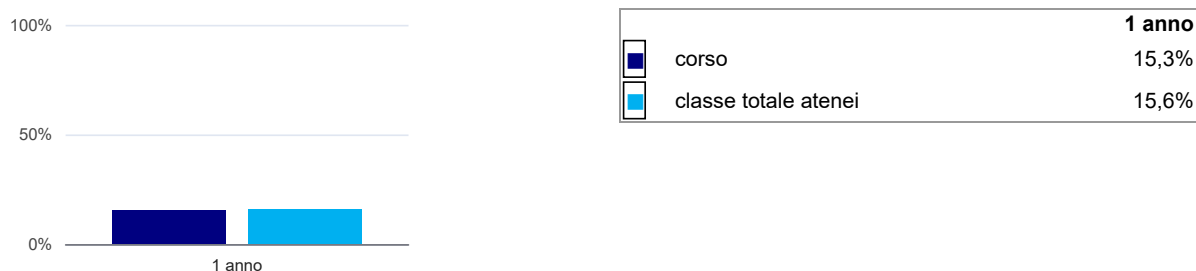 100%
50%
0%
1 anno
1 anno
corso 15,3%
classe totale atenei 15,6%